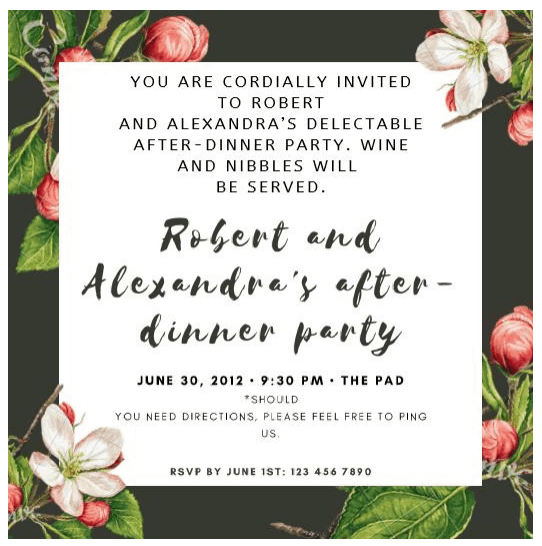 YOU ARE CORDIALLY INVITED
TO ROBERT
AND ALEXANDRA'S DELECTABLE
AFTER-DINNER PARTY. WINE
AND NIBBLES WILL
BE SERVED.
Robert and
Alexandra's after-
dinner party
JUNE 30, 2012 • 9:30 PM • THE PAD
*SHOULD
YOU NEED DIRECTIONS, PLEASE FEEL FREE TO PING
US.
RSVP BY JUNE 1ST: 123 456 7890